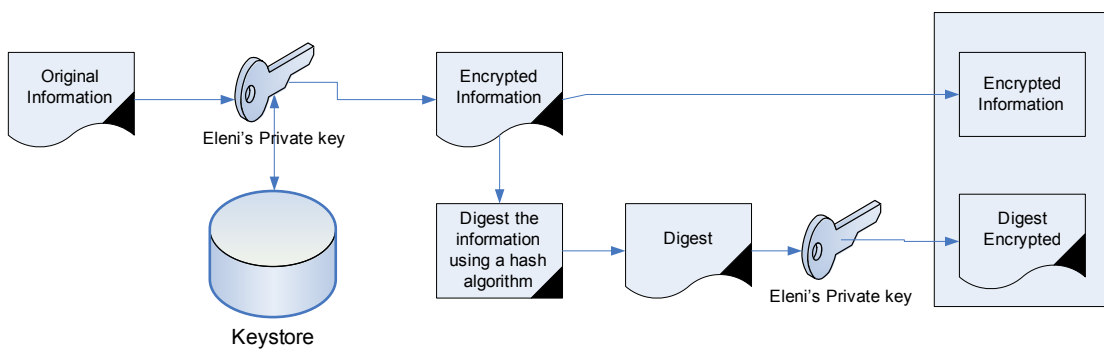 Original
Information
Eleni's Private key
Keystore
Encrypted
Information
Digest the
information
using a hash
algorithm
Digest
Eleni's Private key
Encrypted
Information
Digest
Encrypted